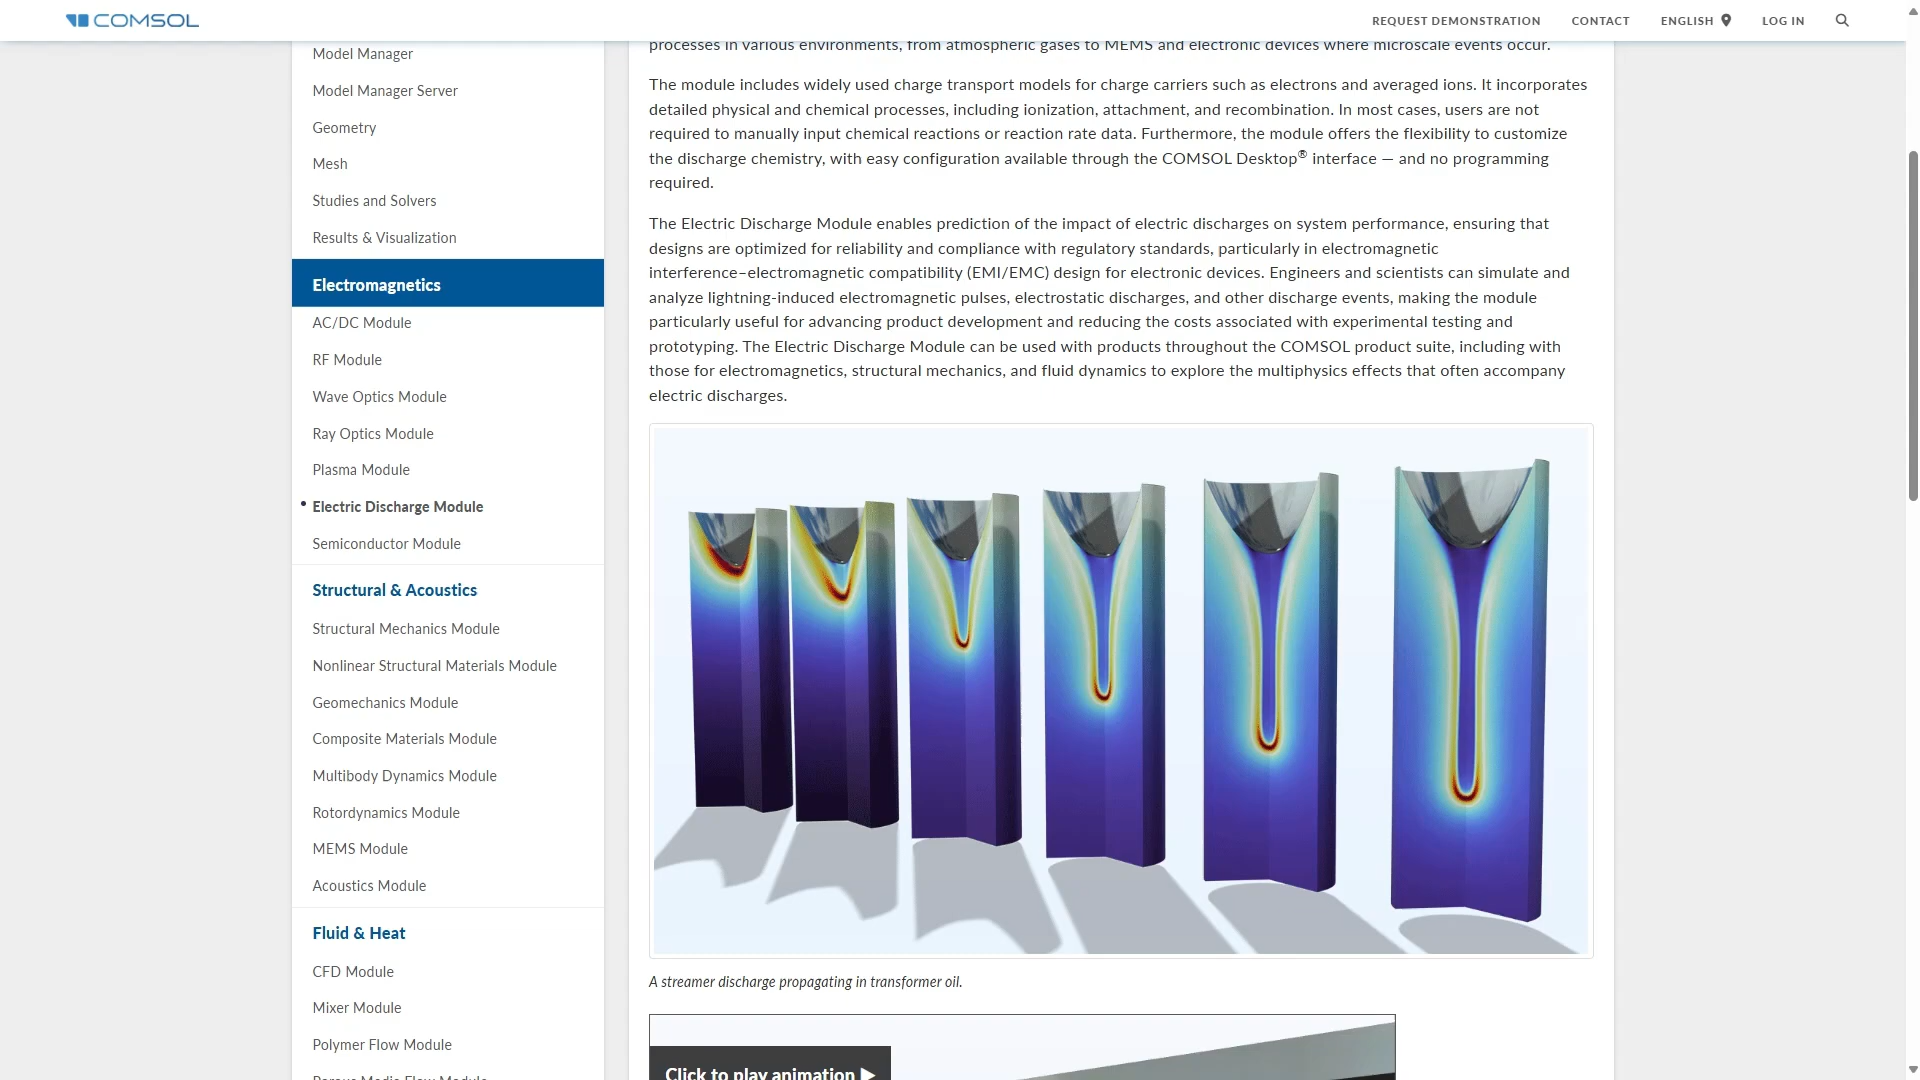 COMSOL
REQUEST DEMONSTRATION
CONTACT
ENGLISH
LOG IN
Model Manager
Model Manager Server
Geometry
Mesh
Studies and Solvers
Results & Visualization
Electromagnetics
AC/DC Module
RF Module
Wave Optics Module
Ray Optics Module
Plasma Module
Electric Discharge Module
Semiconductor Module
Structural & Acoustics
Structural Mechanics Module
Nonlinear Structural Materials Module
Geomechanics Module
Composite Materials Module
Multibody Dynamics Module
Rotordynamics Module
MEMS Module
Acoustics Module
Fluid & Heat
CFD Module
Mixer Module
Polymer Flow Module
Porous Media Flow Module
processes in various environments, from atmospheric gases to MEMS and electronic devices where microscale events occur.
The module includes widely used charge transport models for charge carriers such as electrons and averaged ions. It incorporates
detailed physical and chemical processes, including ionization, attachment, and recombination. In most cases, users are not
required to manually input chemical reactions or reaction rate data. Furthermore, the module offers the flexibility to customize
the discharge chemistry, with easy configuration available through the COMSOL Desktop® interface — and no programming
required.
The Electric Discharge Module enables prediction of the impact of electric discharges on system performance, ensuring that
designs are optimized for reliability and compliance with regulatory standards, particularly in electromagnetic
interference–electromagnetic compatibility (EMI/EMC) design for electronic devices. Engineers and scientists can simulate and
analyze lightning-induced electromagnetic pulses, electrostatic discharges, and other discharge events, making the module
particularly useful for advancing product development and reducing the costs associated with experimental testing and
prototyping. The Electric Discharge Module can be used with products throughout the COMSOL product suite, including with
those for electromagnetics, structural mechanics, and fluid dynamics to explore the multiphysics effects that often accompany
electric discharges.
A streamer discharge propagating in transformer oil.
Click to play animation